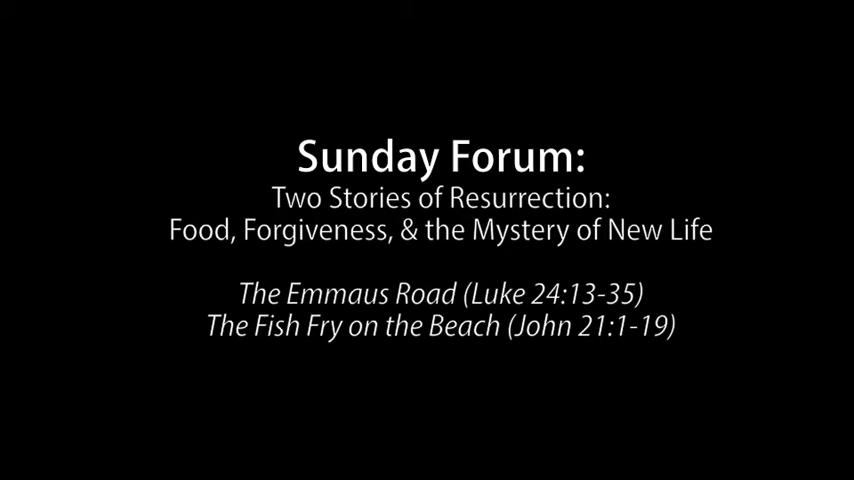 Sunday Forum:
Two Stories of Resurrection:
Food, Forgiveness, & the Mystery of New Life
The Emmaus Road (Luke 24:13-35)
The Fish Fry on the Beach (John 21:1-19)